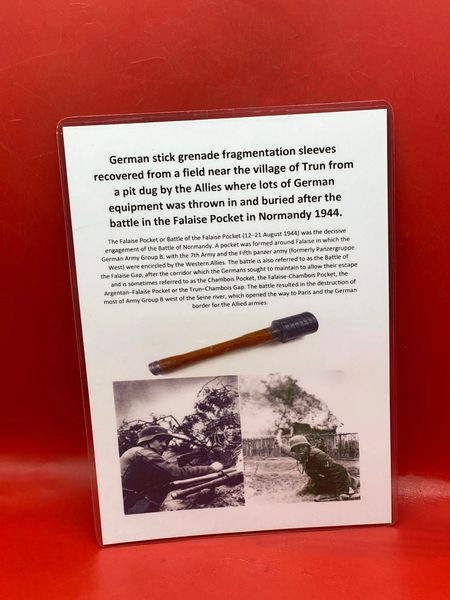 German stick grenade fragmentation sleeves
recovered from a field near the village of Trun from
a pit dug by the Allies where lots of German
equipment was thrown in and buried after the
battle in the Falaise Pocket in Normandy 1944.
The Falaise Pocket or Battle of the Falaise Pocket (12–21 August 1944) was the decisive
engagement of the Battle of Normandy. A pocket was formed around Falaise in which the
German Army Group B, with the 7th Army and the Fifth panzer army (formerly Panzergruppe
West) were encircled by the Western Allies. The battle is also referred to as the Battle of
the Falaise Gap, after the corridor which the Germans sought to maintain to allow their escape
and is sometimes referred to as the Chambois Pocket, the Falaise-Chambois Pocket, the
Argentan–Falaise Pocket or the Trun–Chambois Gap. The battle resulted in the destruction of
most of Army Group B west of the Seine river, which opened the way to Paris and the German
border for the Allied armies.